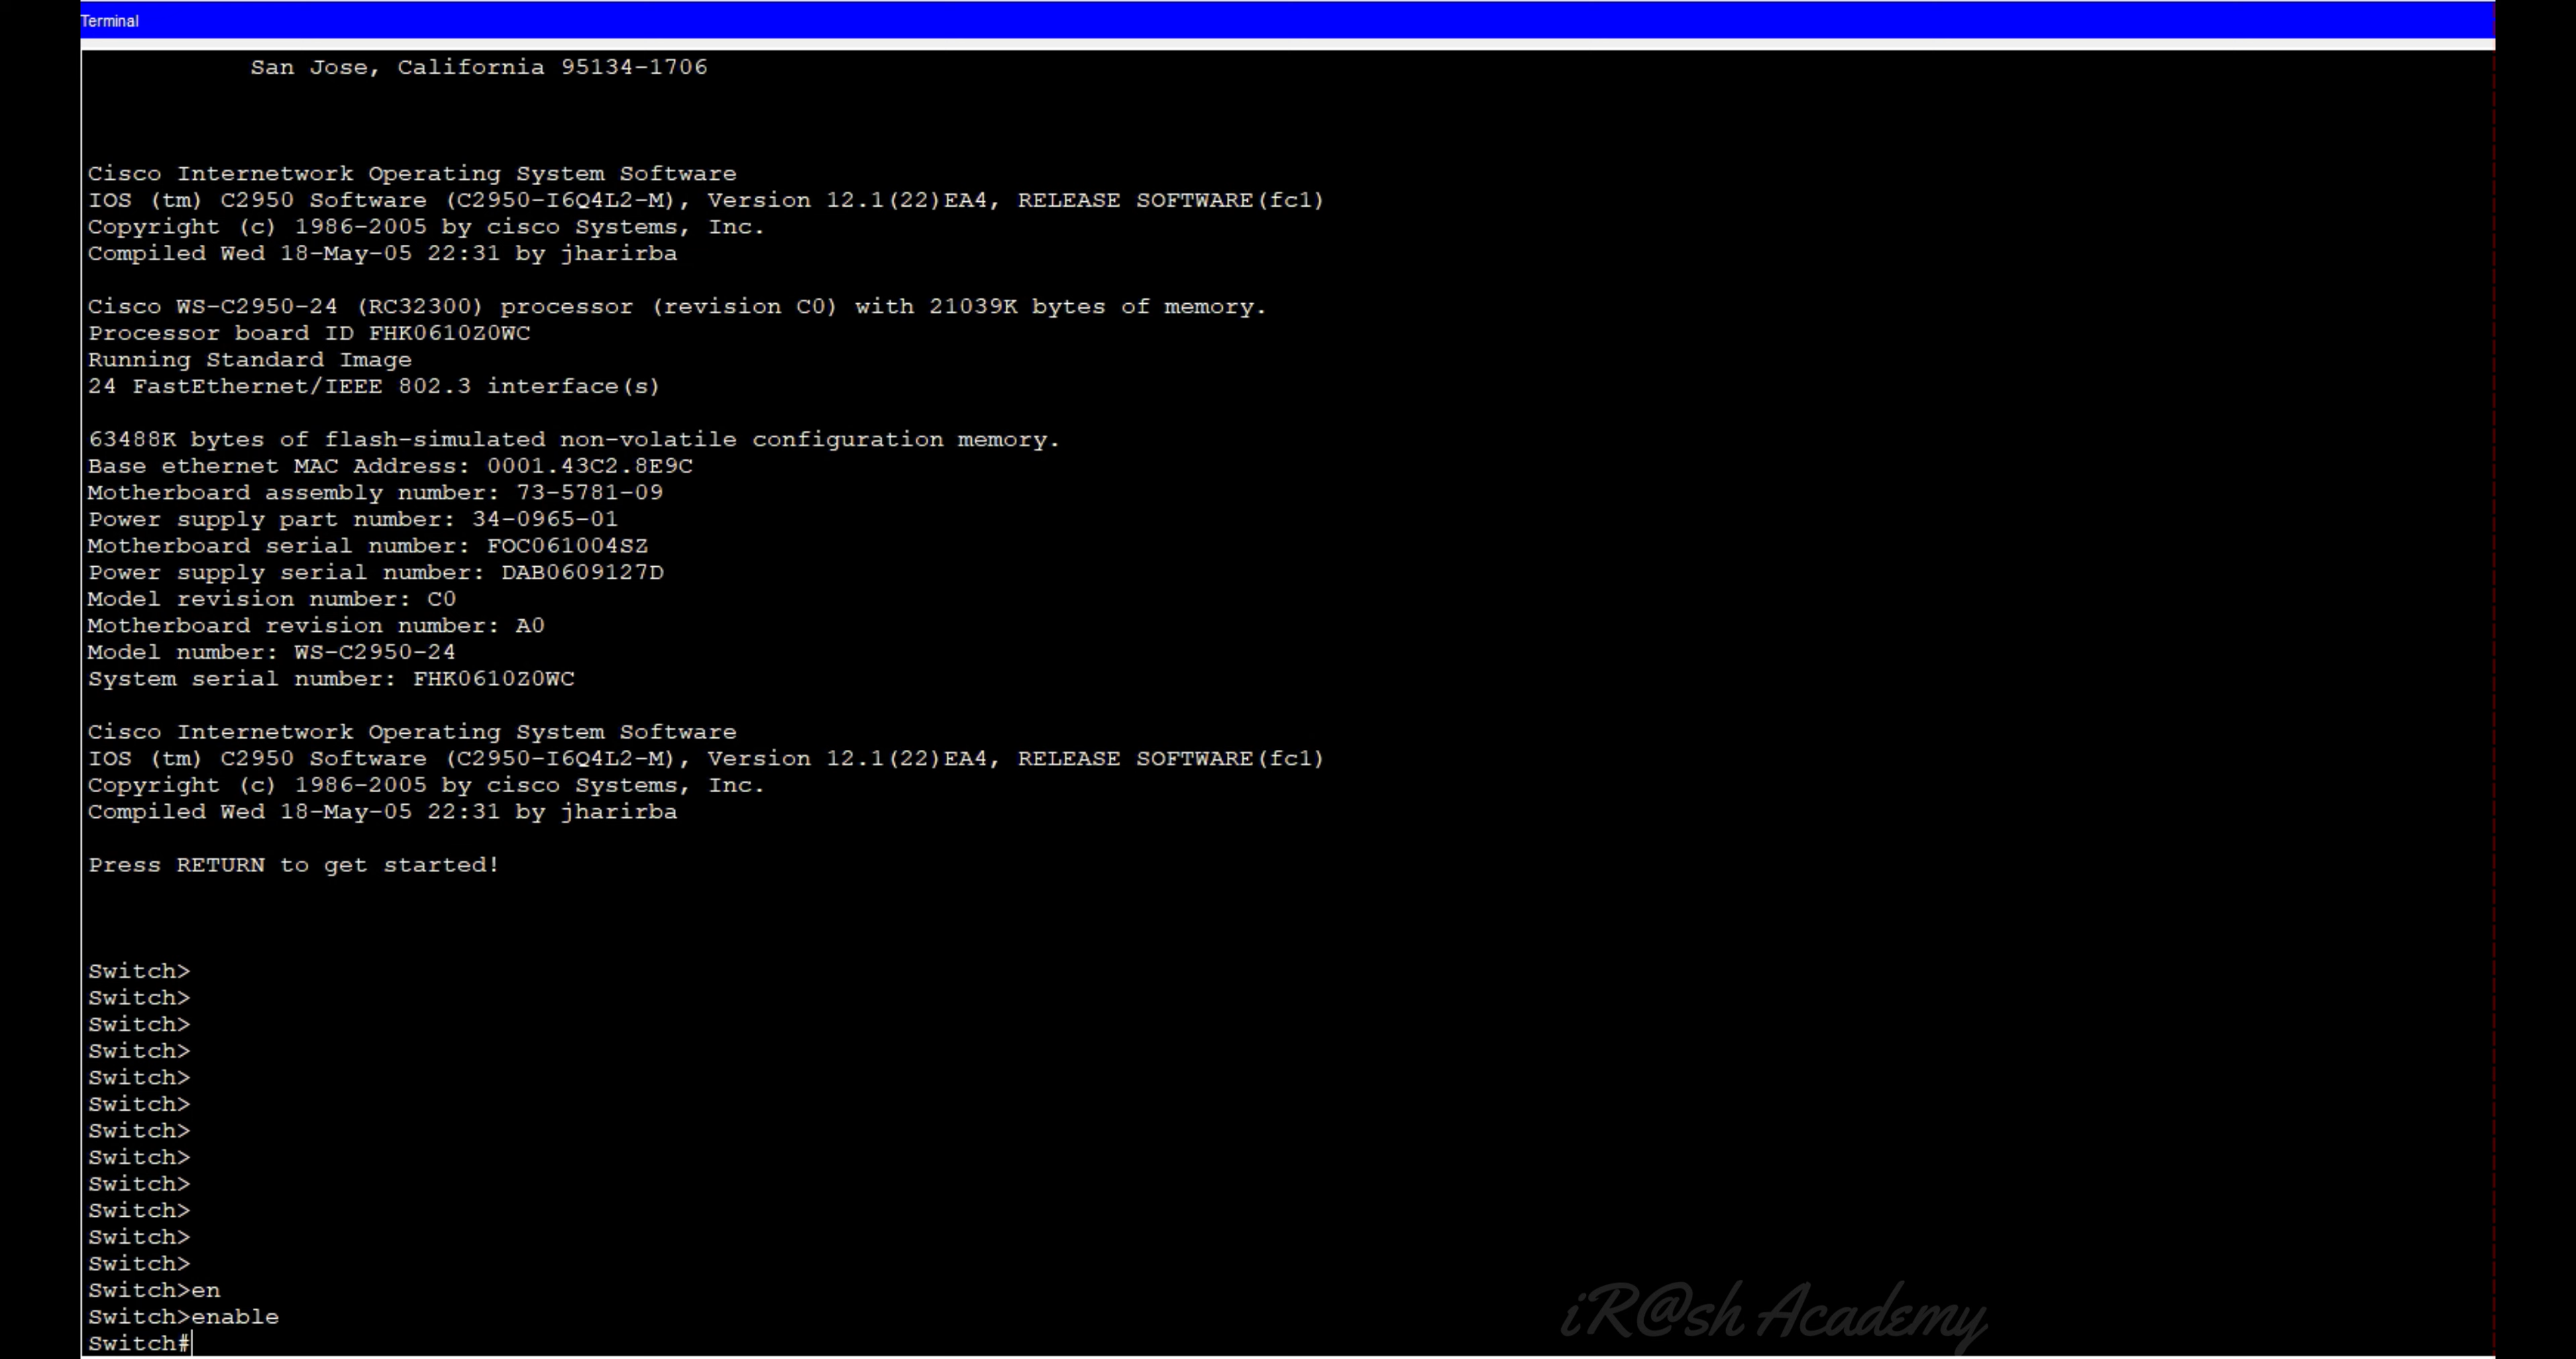 Terminal
San Jose, California 95134-1706
Cisco Internetwork Operating System Software
IOS (tm) C2950 Software (C2950-I6Q4L2-M), Version 12.1(22)EA4, RELEASE SOFTWARE(fc1)
Copyright (c) 1986-2005 by cisco Systems, Inc.
Compiled Wed 18-May-05 22:31 by jharirba
Cisco WS-C2950-24 (RC32300) processor (revision C0) with 21039K bytes of memory.
Processor board ID FHK0610Z0WC
Running Standard Image
24 FastEthernet/IEEE 802.3 interface(s)
63488K bytes of flash-simulated non-volatile configuration memory.
Base ethernet MAC Address: 0001.43C2.8E9C
Motherboard assembly number: 73-5781-09
Power supply part number: 34-0965-01
Motherboard serial number: FOC061004SZ
Power supply serial number: DAB0609127D
Model revision number: C0
Motherboard revision number: A0
Model number: WS-C2950-24
System serial number: FHK0610Z0WC
Cisco Internetwork Operating System Software
IOS (tm) C2950 Software (C2950-I6Q4L2-M), Version 12.1(22)EA4, RELEASE SOFTWARE(fc1)
Copyright (c) 1986-2005 by cisco Systems, Inc.
Compiled Wed 18-May-05 22:31 by jharirba
Press RETURN to get started!
Switch>
Switch>
Switch>
Switch>
Switch>
Switch>
Switch>
Switch>
Switch>
Switch>
Switch>
Switch>
Switch>en
Switch>enable
Switch#
iR@sh Academy